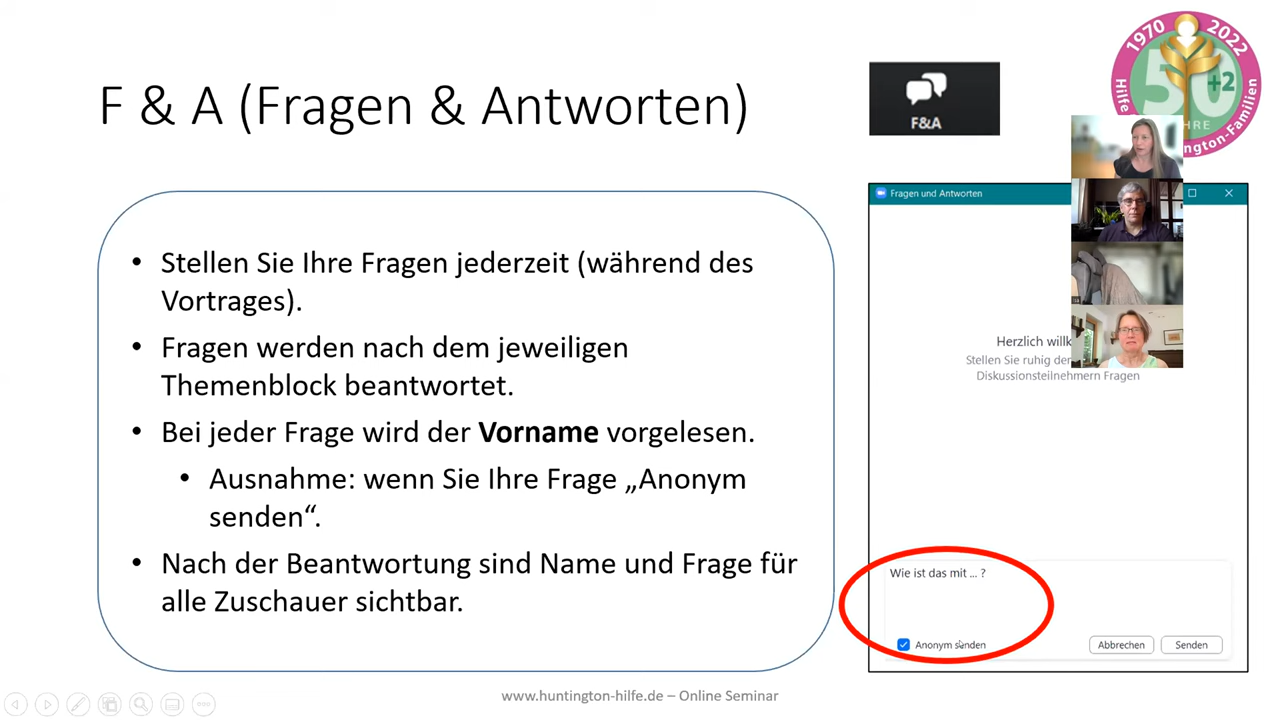 F & A (Fragen & Antworten)
F&A
1970 2022
50 +2
JAHRE
Hilfe
ngton-Familien
Stellen Sie Ihre Fragen jederzeit (während des
Vortrages).
Fragen werden nach dem jeweiligen
Themenblock beantwortet.
Bei jeder Frage wird der Vorname vorgelesen.
Ausnahme: wenn Sie Ihre Frage „Anonym
senden“.
Nach der Beantwortung sind Name und Frage für
alle Zuschauer sichtbar.
Fragen und Antworten
Herzlich willk
Stellen Sie ruhig de
Diskussionsteilnehmern Fragen
Wie ist das mit ... ?
Anonym senden
Abbrechen
Senden
www.huntington-hilfe.de – Online Seminar